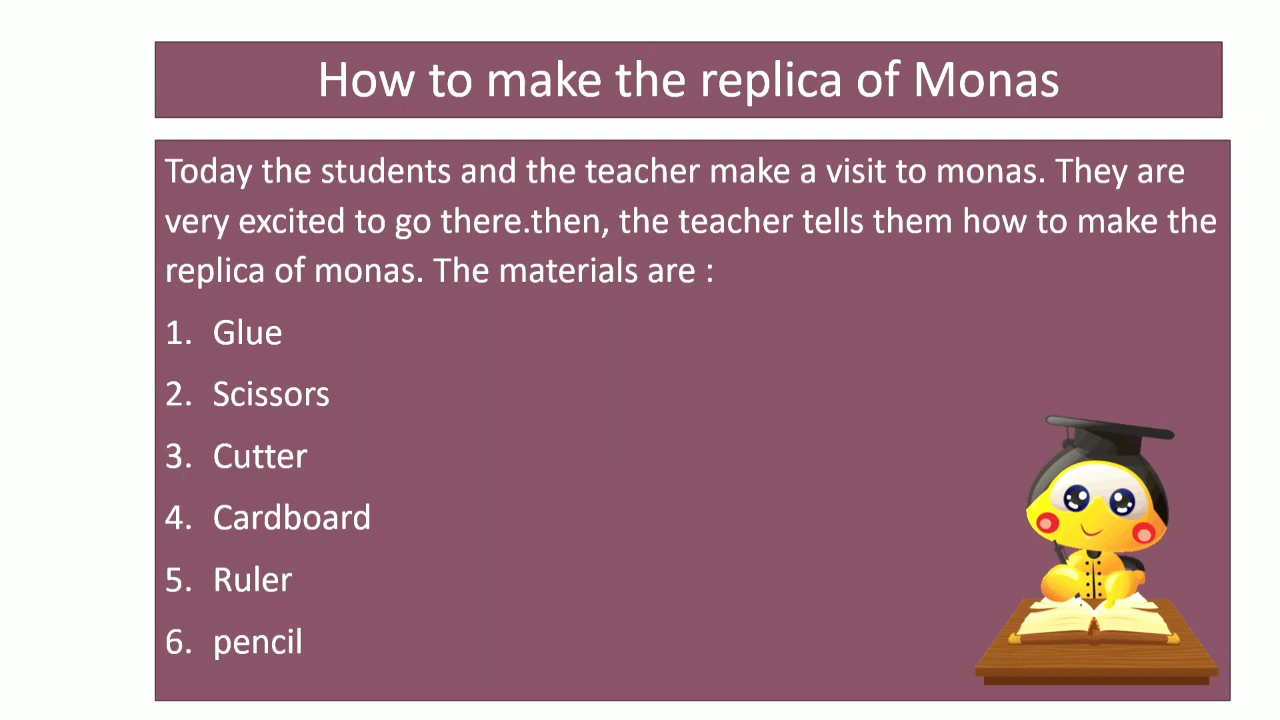 How to make the replica of Monas
Today the students and the teacher make a visit to monas. They are
very excited to go there.then, the teacher tells them how to make the
replica of monas. The materials are :
1. Glue
2. Scissors
3. Cutter
4. Cardboard
5. Ruler
6. pencil